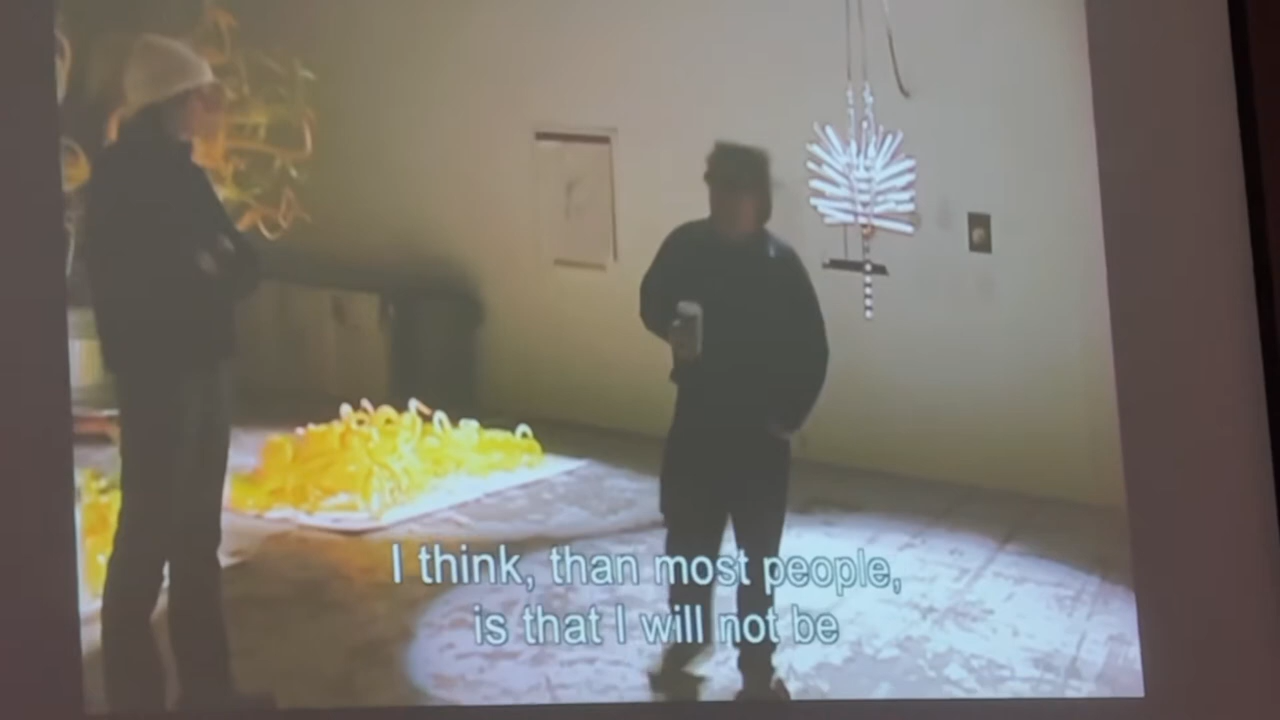 I think, than most people,
is that I will not be